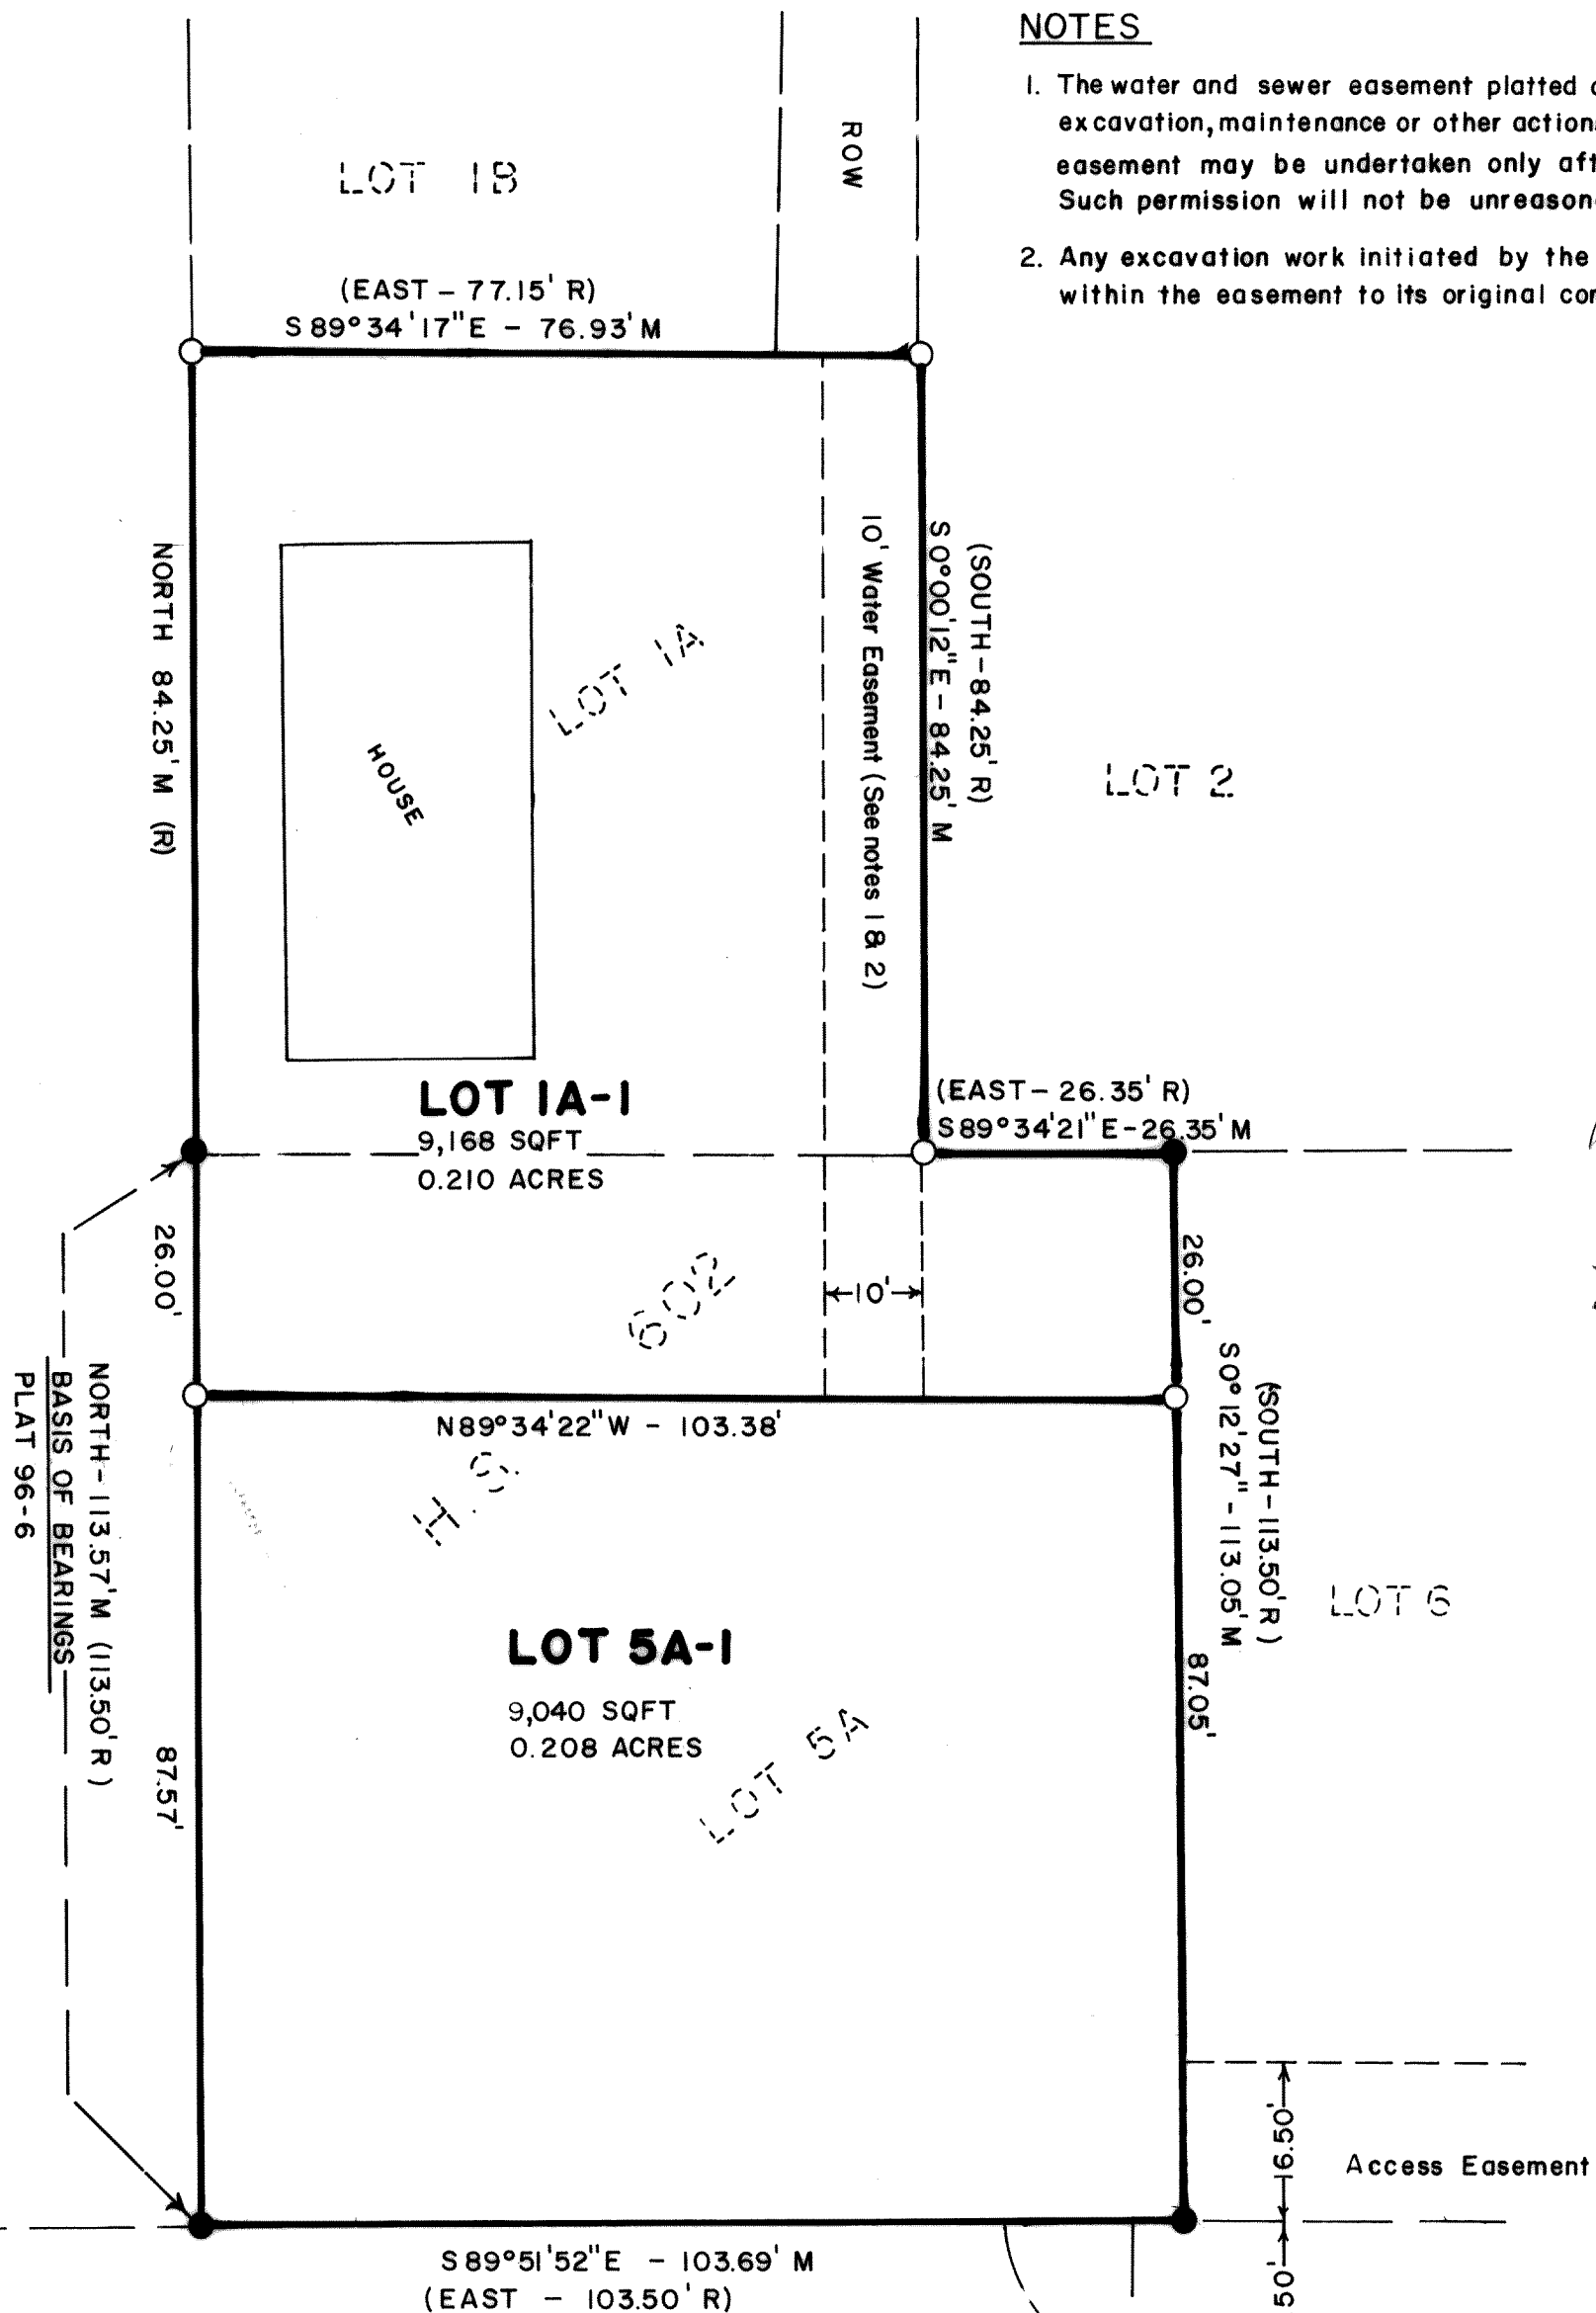 NOTES
1. The water and sewer easement platted
excavation, maintenance or other action
easement may be undertaken only
Such permission will not be
2. Any excavation work initiated by the
within the easement to its original
ROW
LOT 1B
(EAST - 77.15' R)
S 89°34'17"E - 76.93' M
NORTH 84.25' M (R)
HOUSE
LOT 1A
10' Water Easement (See notes 1 & 2)
S 0°00'12"E - 84.25' M
(SOUTH - 84.25' R)
LOT 2
LOT 1A-1
9,168 SQFT
0.210 ACRES
(EAST - 26.35' R)
S 89°34'21"E - 26.35' M
26.00'
602
10'
26.00'
N89°34'22"W - 103.38'
H.S.
NORTH - 113.57' M (113.50' R)
BASIS OF BEARINGS
PLAT 96-6
S 0°12'27" - 113.05' M
(SOUTH - 113.50' R)
LOT 6
LOT 5A-1
9,040 SQFT
0.208 ACRES
LOT 5A
87.57'
87.05'
16.50'
Access Easement
50'
S 89°51'52"E - 103.69' M
(EAST - 103.50' R)